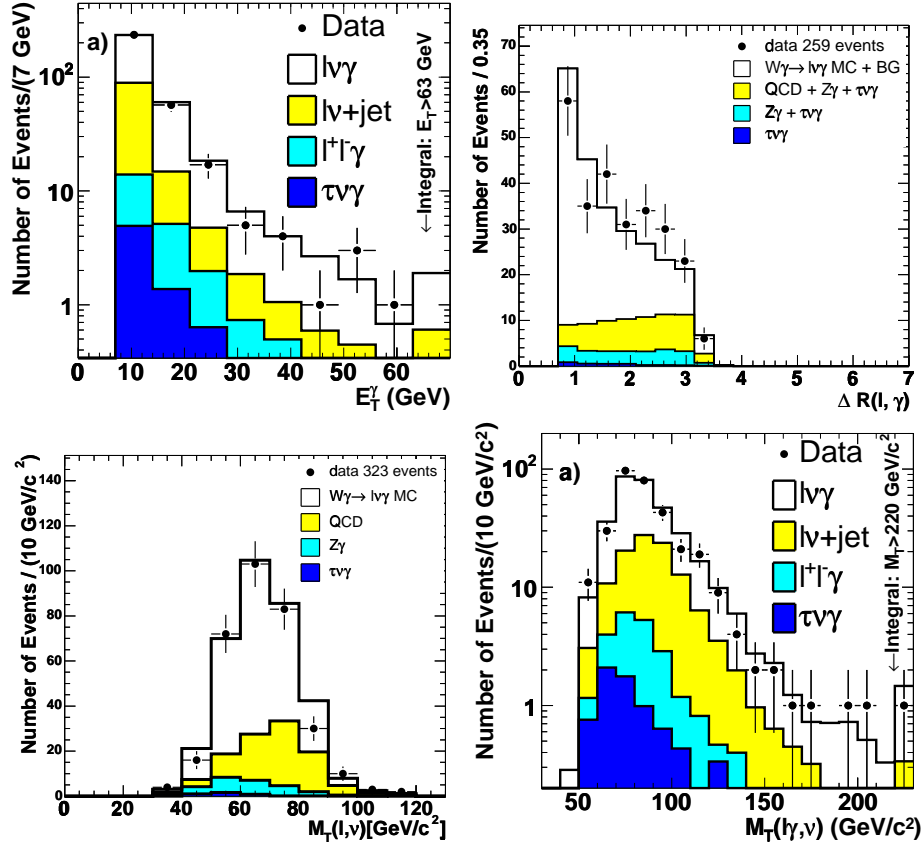 a)
Data
lνγ
lν+jet
l⁺l⁻γ
τνγ
Integral: E_T>63 GeV
Number of Events/(7 GeV)
10²
10
1
0 10 20 30 40 50 60
E_T^γ (GeV)
data 259 events
Wγ→ lνγ MC + BG
QCD + Zγ + τνγ
Zγ + τνγ
τνγ
Number of Events / 0.35
70
60
50
40
30
20
10
0
0 1 2 3 4 5 6 7
Δ R(l, γ)
data 323 events
Wγ→ lνγ MC
QCD
Zγ
τνγ
Number of Events / (10 GeV/c²)
140
120
100
80
60
40
20
0
0 20 40 60 80 100 120 140
M_T(l,ν)[GeV/c²]
a)
Data
lνγ
lν+jet
l⁺l⁻γ
τνγ
Integral: M_T>220 GeV/c²
Number of Events/(10 GeV/c²)
10²
10
1
50 100 150 200
M_T(lγ,ν) (GeV/c²)